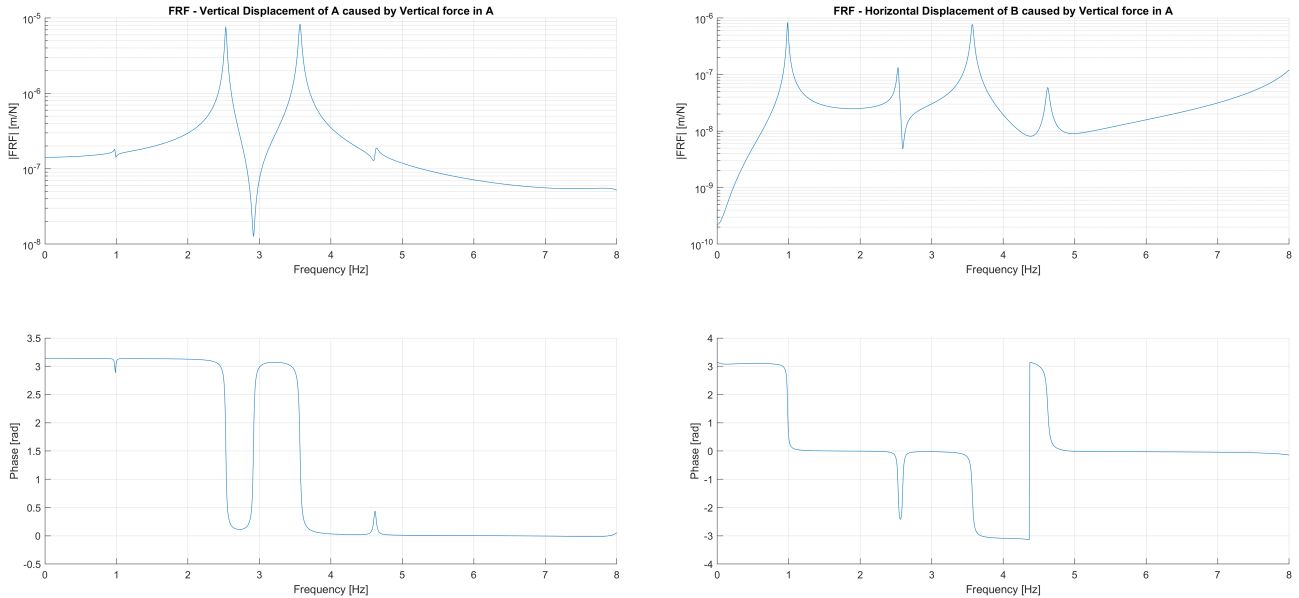 FRF - Vertical Displacement of A caused by Vertical force in A
10-5
10-6
10-7
10-8
|FRF| [m/N]
0 1 2 3 4 5 6 7 8
Frequency [Hz]
FRF - Horizontal Displacement of B caused by Vertical force in A
10-6
10-7
10-8
10-9
10-10
|FRF| [m/N]
0 1 2 3 4 5 6 7 8
Frequency [Hz]
3.5
3
2.5
2
1.5
1
0.5
0
-0.5
Phase [rad]
0 1 2 3 4 5 6 7 8
Frequency [Hz]
4
3
2
1
0
-1
-2
-3
-4
Phase [rad]
0 1 2 3 4 5 6 7 8
Frequency [Hz]